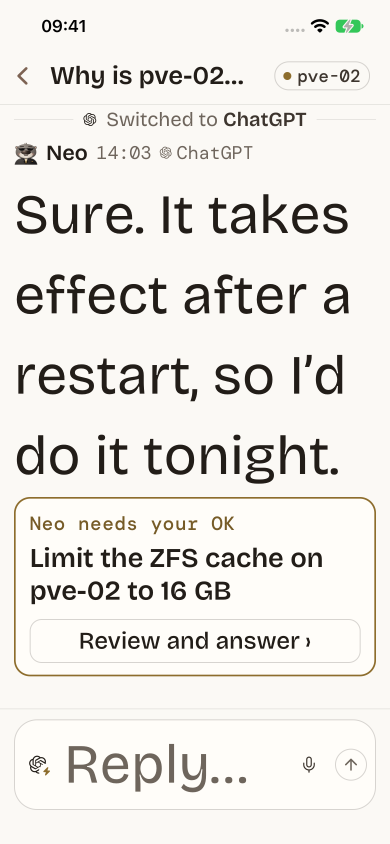 09:41
Why is pve-02...
pve-02
Switched to ChatGPT
Neo 14:03 ChatGPT
Sure. It takes
effect after a
restart, so I’d
do it tonight.
Neo needs your OK
Limit the ZFS cache on
pve-02 to 16 GB
Review and answer ›
Reply...